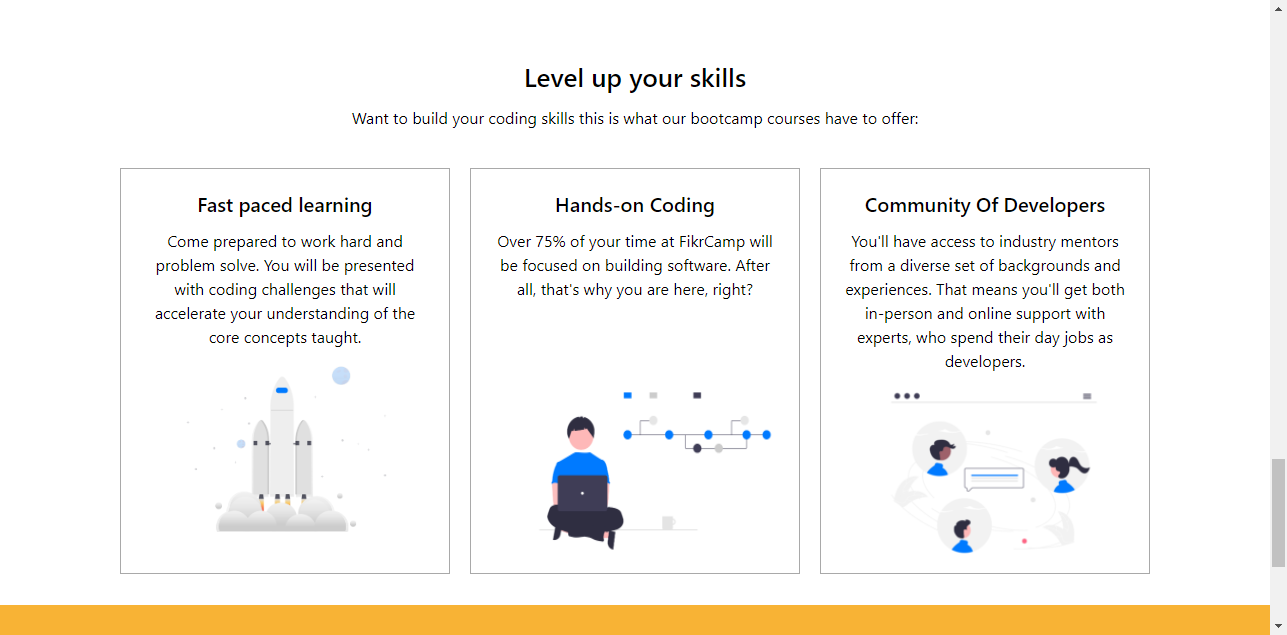 Level up your skills
Want to build your coding skills this is what our bootcamp courses have to offer:
Fast paced learning
Come prepared to work hard and
problem solve. You will be presented
with coding challenges that will
accelerate your understanding of the
core concepts taught.
Hands-on Coding
Over 75% of your time at FikrCamp will
be focused on building software. After
all, that's why you are here, right?
Community Of Developers
You'll have access to industry mentors
from a diverse set of backgrounds and
experiences. That means you'll get both
in-person and online support with
experts, who spend their day jobs as
developers.